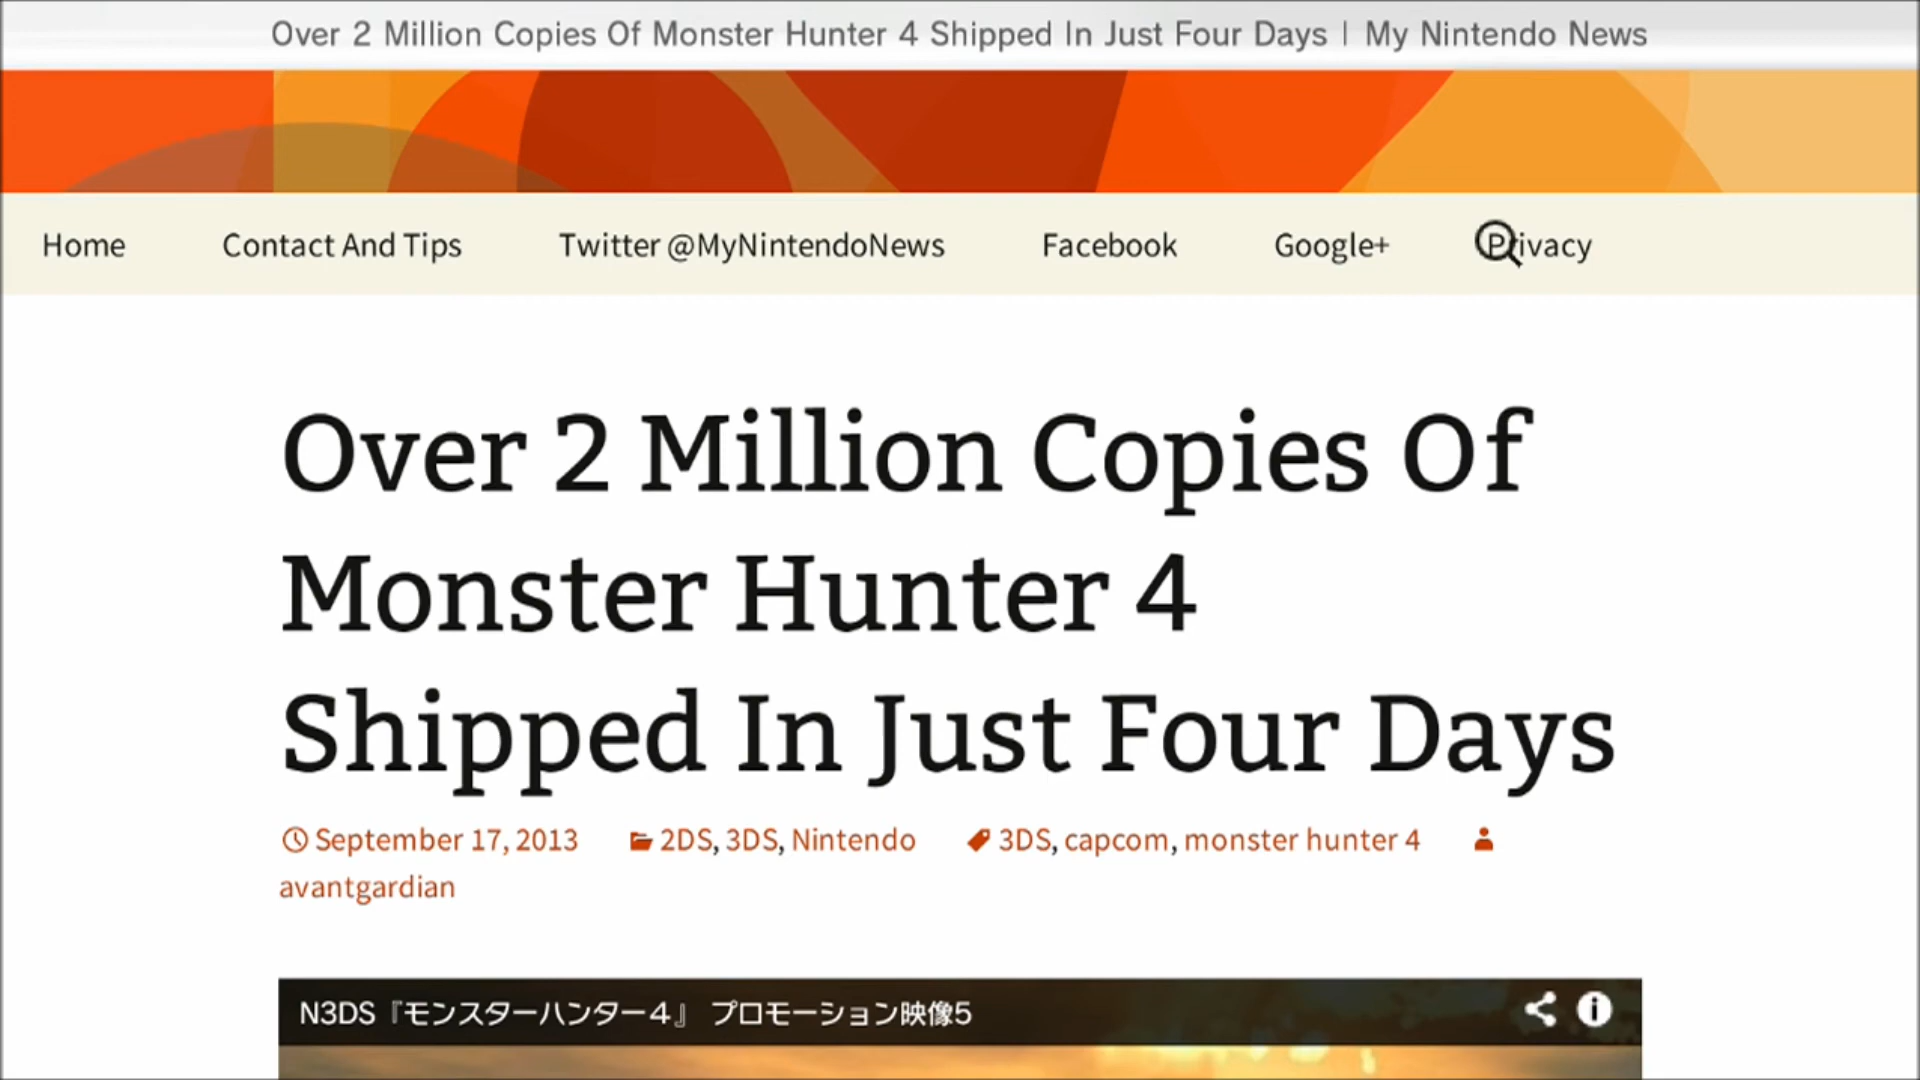 Over 2 Million Copies Of Monster Hunter 4 Shipped In Just Four Days | My Nintendo News
Home Contact And Tips Twitter @MyNintendoNews Facebook Google+ Privacy
Over 2 Million Copies Of
Monster Hunter 4
Shipped In Just Four Days
September 17, 2013 2DS, 3DS, Nintendo 3DS, capcom, monster hunter 4
avantgardian
N3DS『モンスターハンター4』 プロモーション映像5